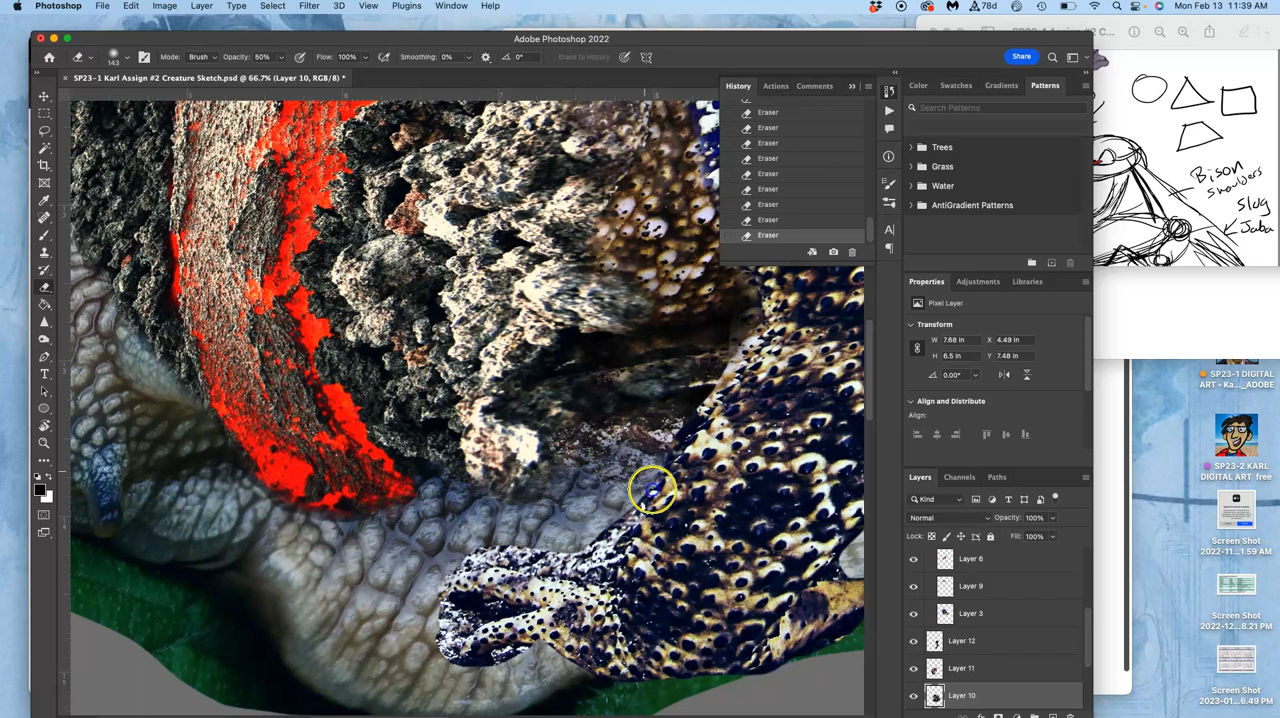 Photoshop File Edit Image Layer Type Select Filter 3D View Plugins Window Help 78d Mon Feb 13 11:39 AM
Adobe Photoshop 2022
143 Mode: Brush Opacity: 50% Flow: 100% Smoothing: 0% 0° Erase to History Share
SP23-1 Karl Assign #2 Creature Sketch.psd @ 66.7% (Layer 10, RGB/8) *
History Actions Comments
Eraser
Eraser
Eraser
Eraser
Eraser
Eraser
Eraser
Eraser
Eraser
Color Swatches Gradients Patterns
Search Patterns
Trees
Grass
Water
AntiGradient Patterns
Properties Adjustments Libraries
Pixel Layer
Transform
W 7.68 in X 4.49 in
H 6.5 in Y 7.48 in
0.00°
Align and Distribute
Align:
Layers Channels Paths
Kind
Normal Opacity: 100%
Lock: Fill: 100%
Layer 6
Layer 9
Layer 3
Layer 12
Layer 11
Layer 10
Bison
shoulders
slug
Jaba
SP23-1 DIGITAL
ART - Ka..._ADOBE
SP23-2 KARL
DIGITAL ART free
Screen Shot
2022-11...1.59 AM
Screen Shot
2022-12...8.21 PM
Screen Shot
2023-01...6.49 PM